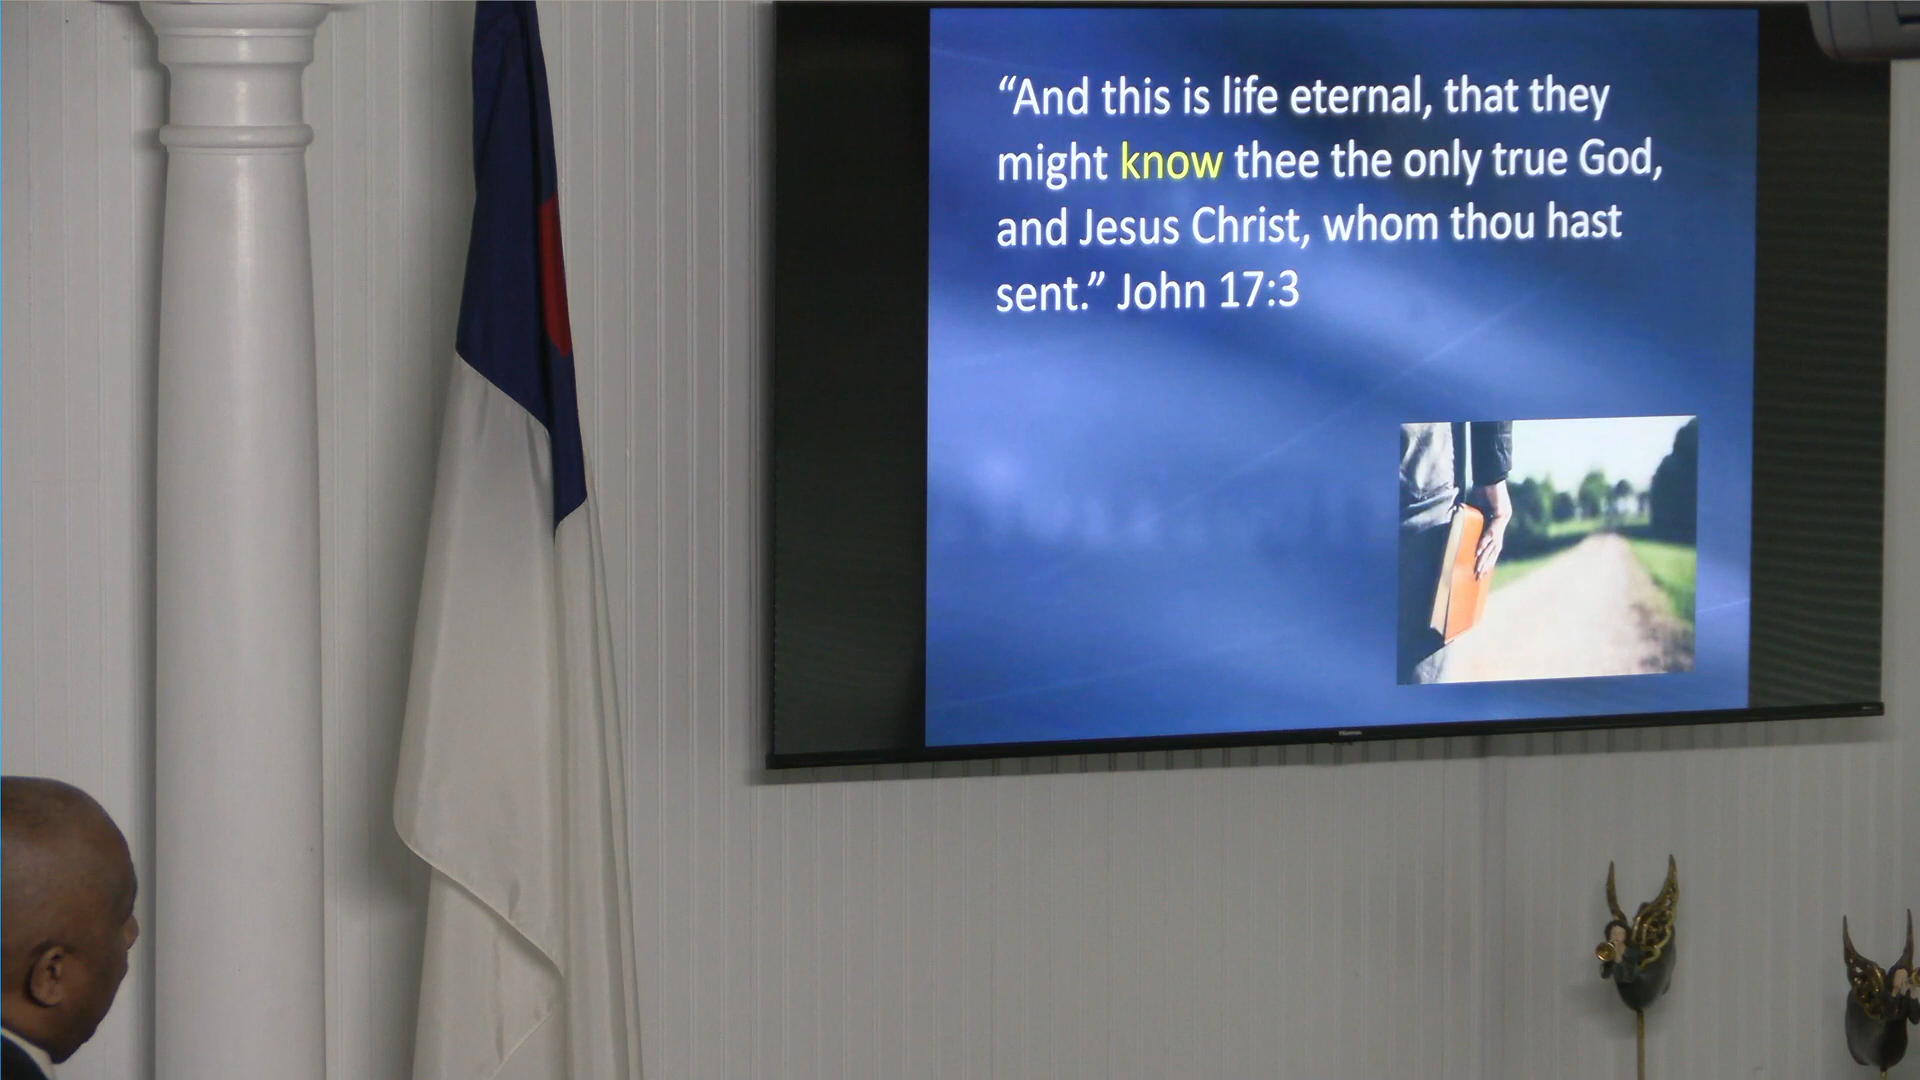 “And this is life eternal, that they
might know thee the only true God,
and Jesus Christ, whom thou hast
sent.” John 17:3
Hisense